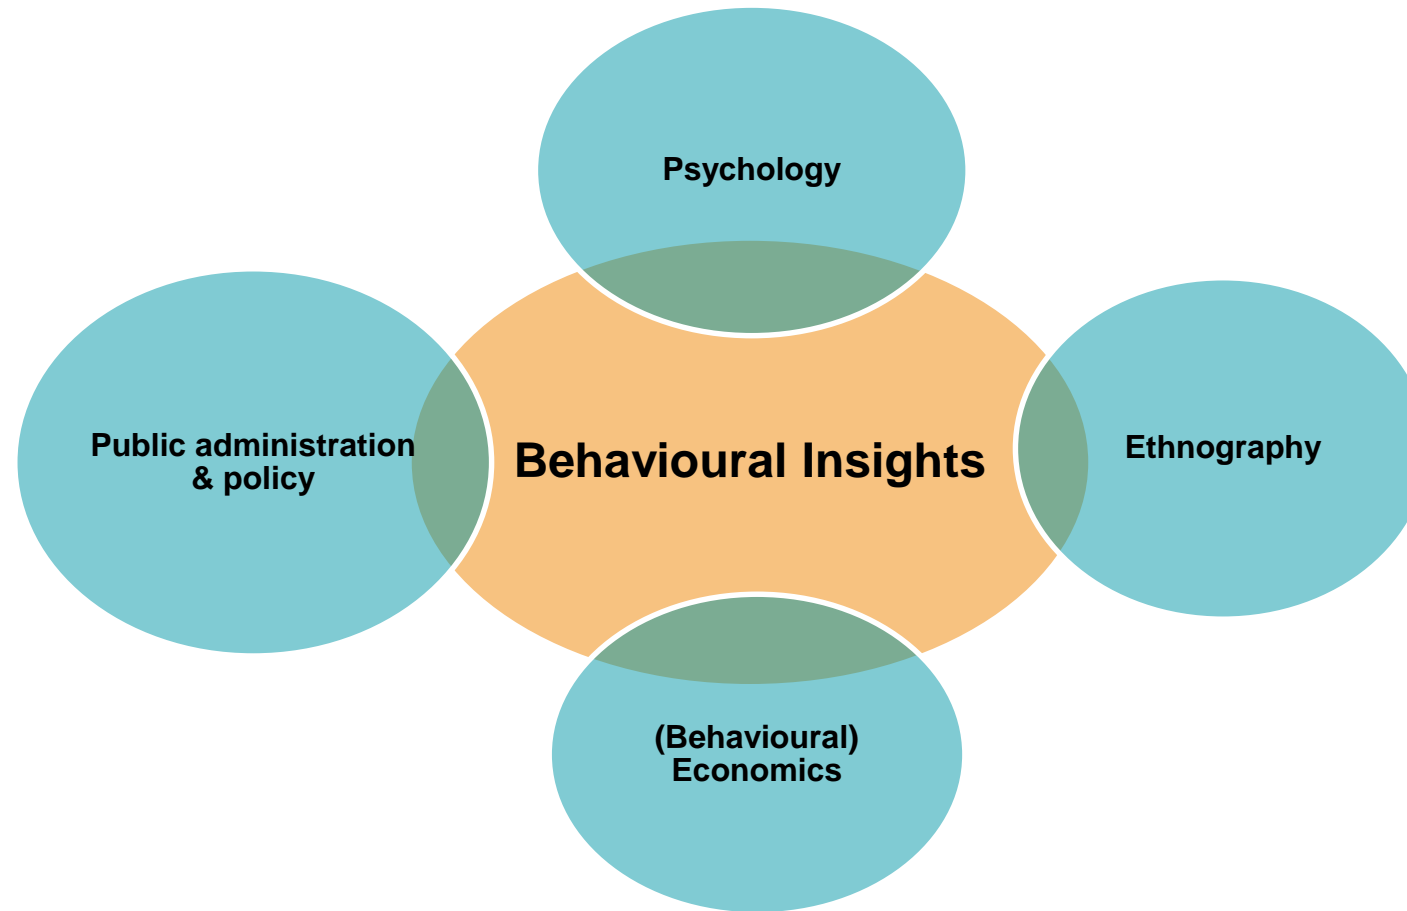 Psychology
Public administration
& policy
Behavioural Insights
Ethnography
(Behavioural)
Economics